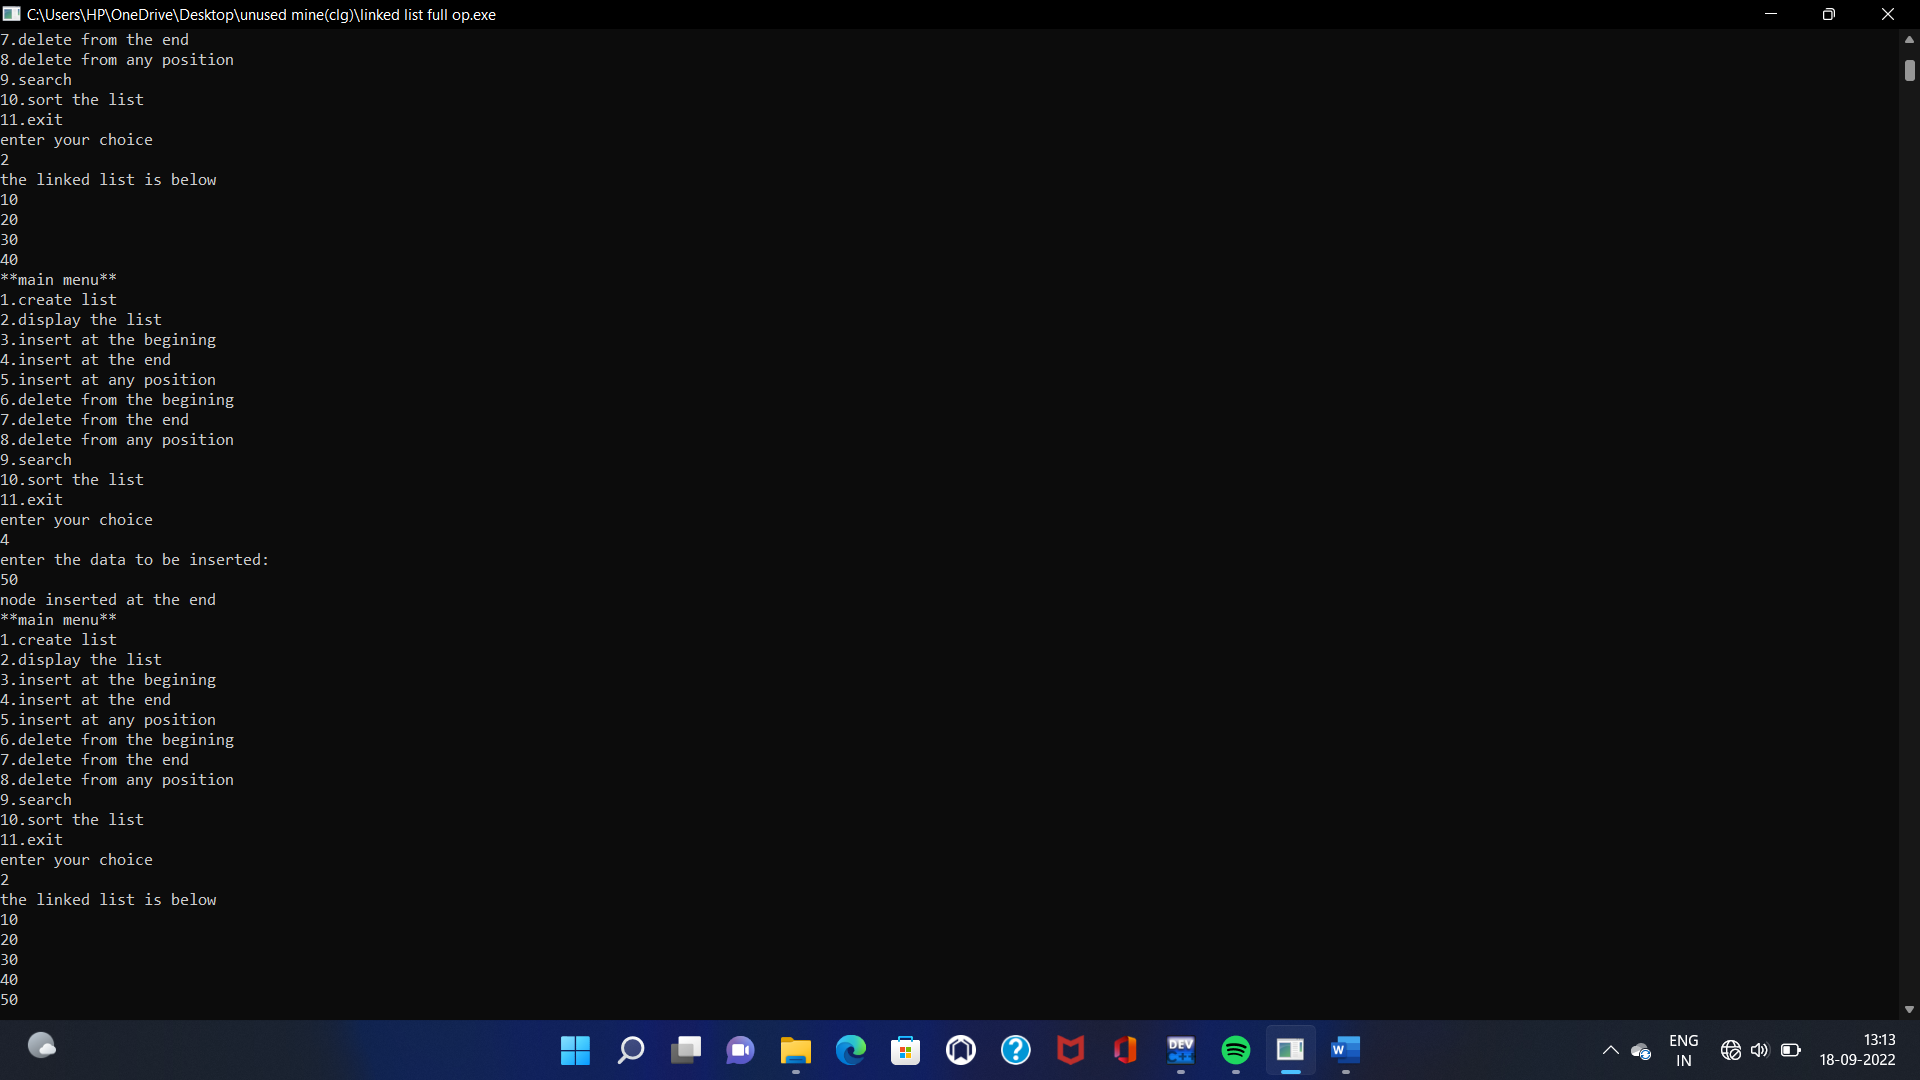 C:\Users\HP\OneDrive\Desktop\unused mine(clg)\linked list full op.exe
7.delete from the end
8.delete from any position
9.search
10.sort the list
11.exit
enter your choice
2
the linked list is below
10
20
30
40
**main menu**
1.create list
2.display the list
3.insert at the begining
4.insert at the end
5.insert at any position
6.delete from the begining
7.delete from the end
8.delete from any position
9.search
10.sort the list
11.exit
enter your choice
4
enter the data to be inserted:
50
node inserted at the end
**main menu**
1.create list
2.display the list
3.insert at the begining
4.insert at the end
5.insert at any position
6.delete from the begining
7.delete from the end
8.delete from any position
9.search
10.sort the list
11.exit
enter your choice
2
the linked list is below
10
20
30
40
50
DEV
C++
W
ENG
IN
13:13
18-09-2022